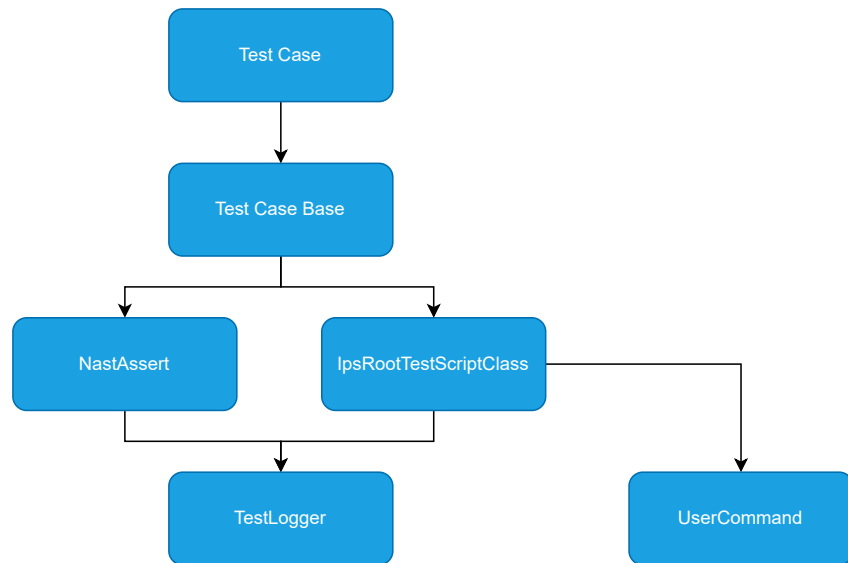 Test Case
Test Case Base
NastAssert
IpsRootTestScriptClass
TestLogger
UserCommand